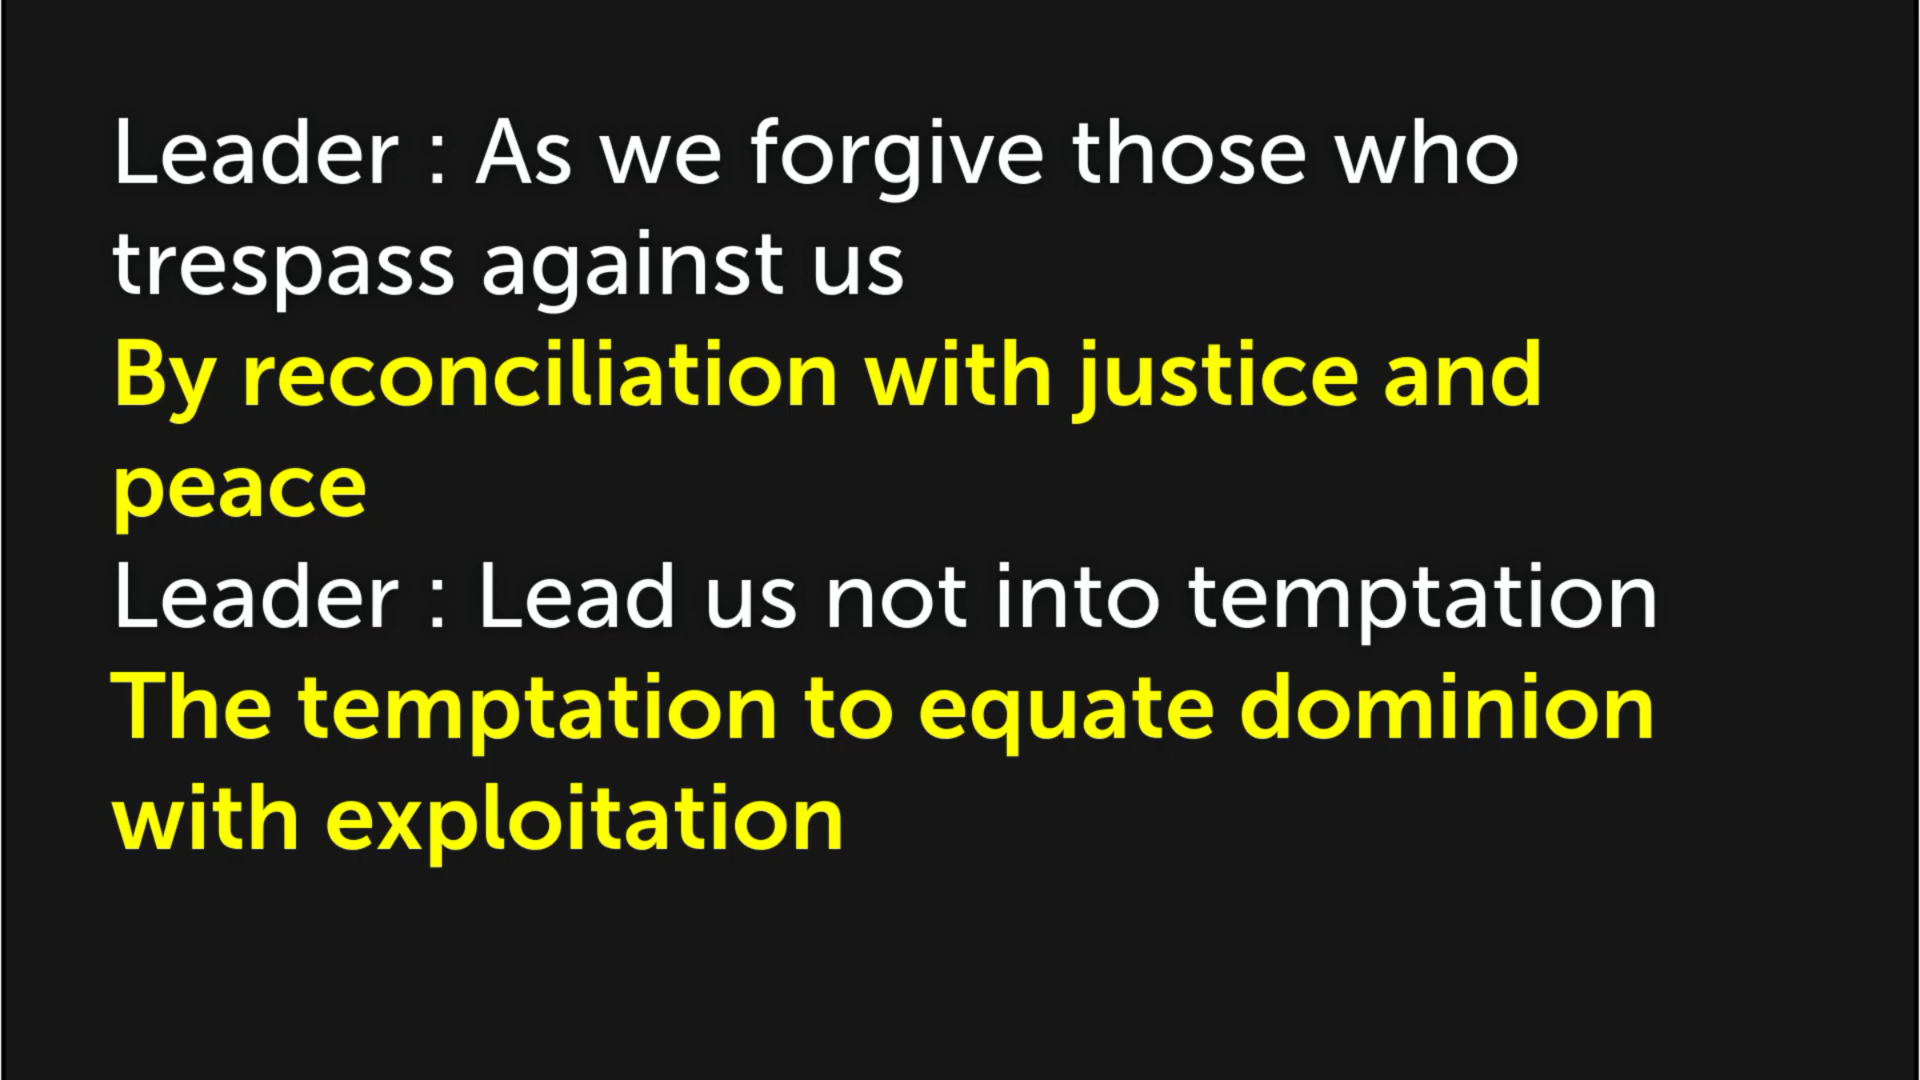 Leader : As we forgive those who
trespass against us
By reconciliation with justice and
peace
Leader : Lead us not into temptation
The temptation to equate dominion
with exploitation